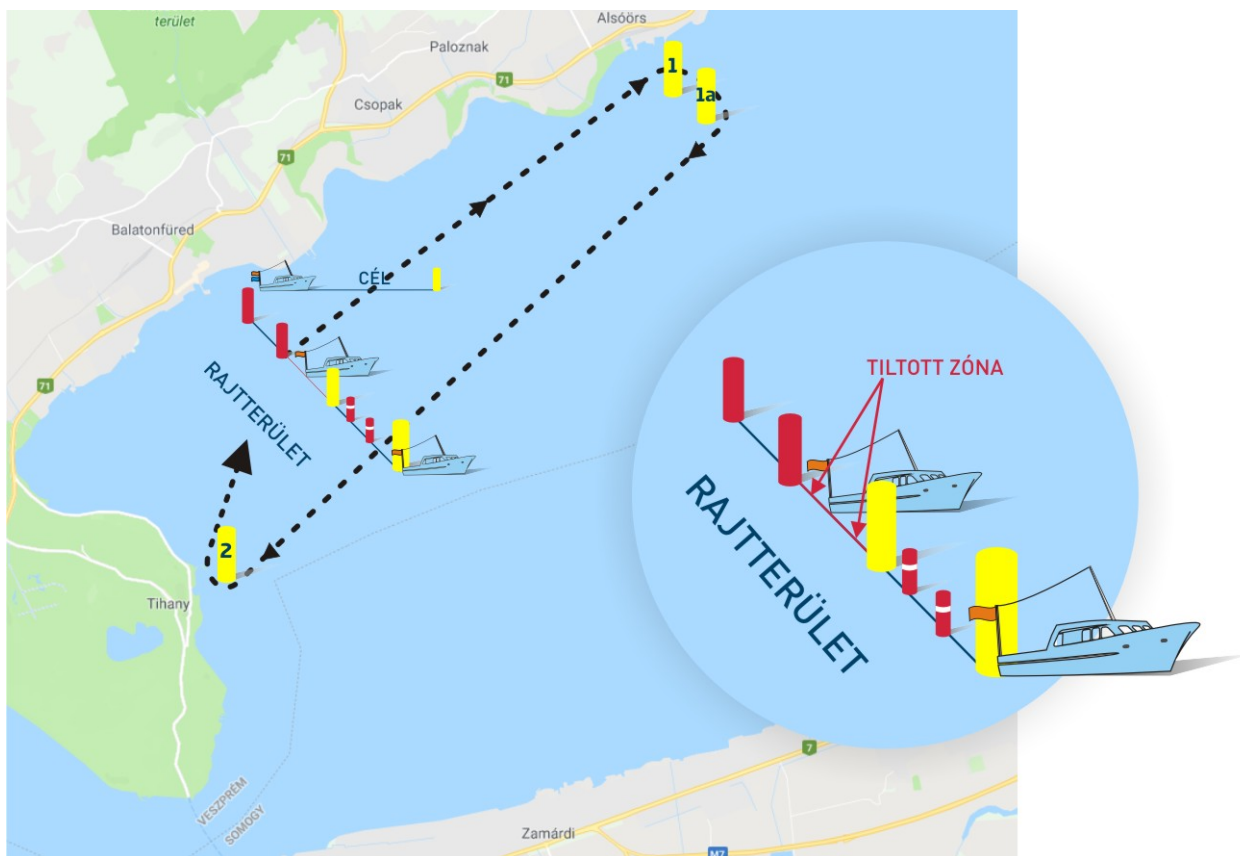 terület
Alsóörs
Paloznak
71
Csopak
71
Balatonfüred
71
1
1a
CÉL
RAJTTERÜLET
2
Tihany
VESZPRÉM
SOMOGY
Zamárdi
7
M7
TILTOTT ZÓNA
RAJTTERÜLET